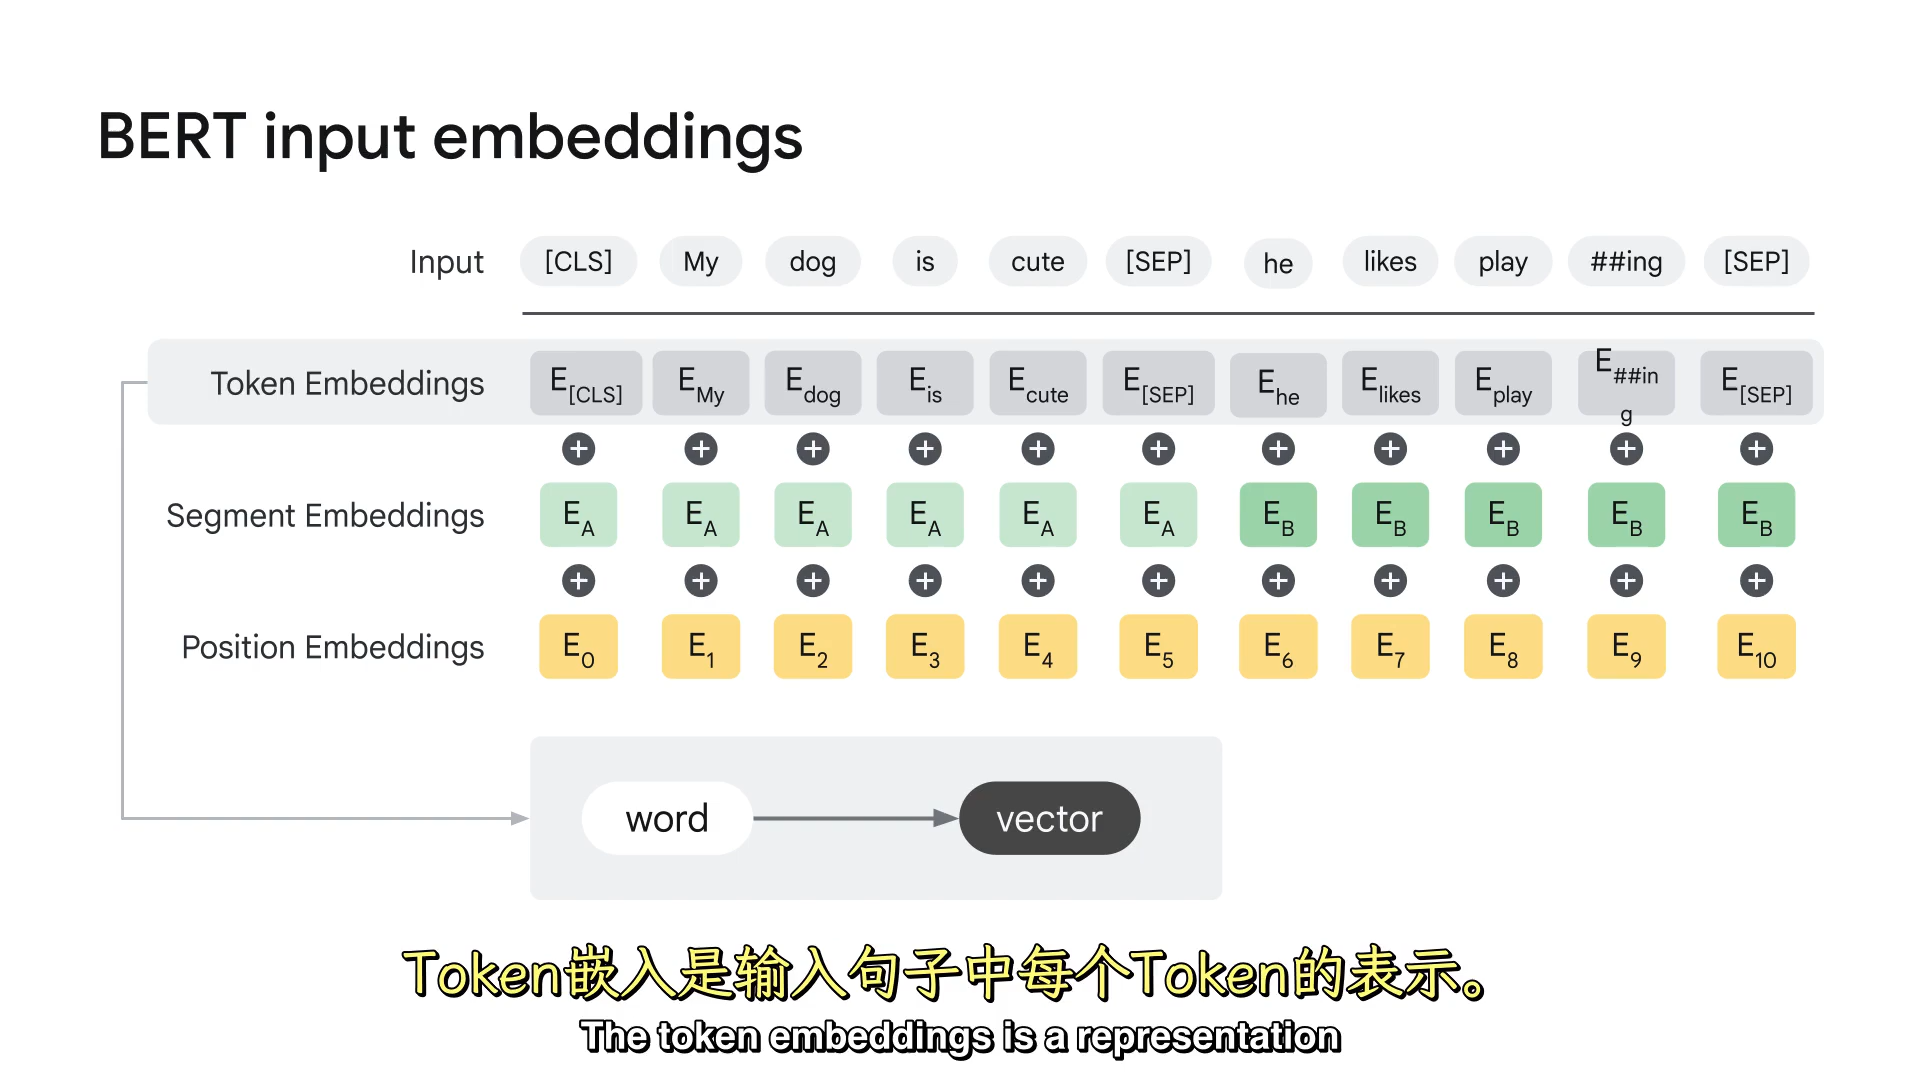 BERT input embeddings
Input [CLS] My dog is cute [SEP] he likes play ##ing [SEP]
Token Embeddings E[CLS] EMy Edog Eis Ecute E[SEP] Ehe Elikes Eplay E##ing E[SEP]
+ + + + + + + + + + +
Segment Embeddings EA EA EA EA EA EA EB EB EB EB EB
+ + + + + + + + + + +
Position Embeddings E0 E1 E2 E3 E4 E5 E6 E7 E8 E9 E10
word vector
Token嵌入是输入句子中每个Token的表示。
The token embeddings is a representation